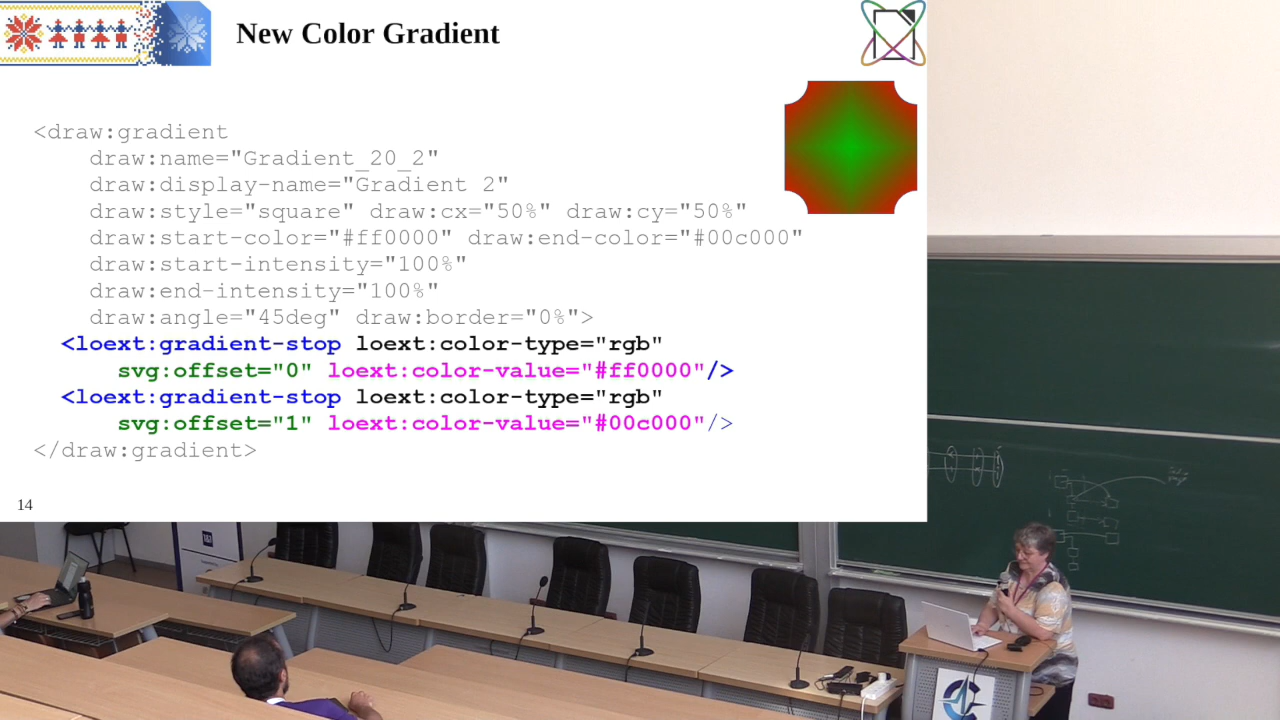 New Color Gradient
<draw:gradient
draw:name="Gradient_20_2"
draw:display-name="Gradient 2"
draw:style="square" draw:cx="50%" draw:cy="50%"
draw:start-color="#ff0000" draw:end-color="#00c000"
draw:start-intensity="100%"
draw:end-intensity="100%"
draw:angle="45deg" draw:border="0%">
<loext:gradient-stop loext:color-type="rgb"
svg:offset="0" loext:color-value="#ff0000"/>
<loext:gradient-stop loext:color-type="rgb"
svg:offset="1" loext:color-value="#00c000"/>
</draw:gradient>
14